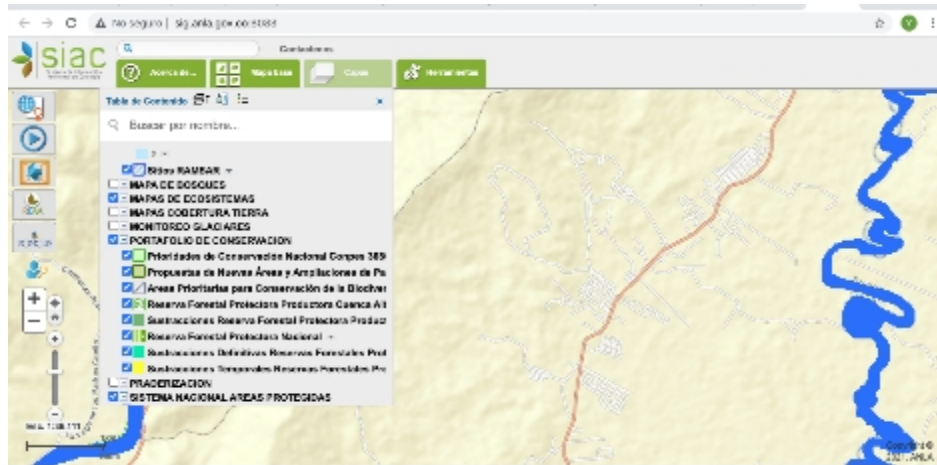 No seguro | sig.anla.gov.co:8083
siac
Contáctenos
Acerca de...
Mapa base
Capas
Herramientas
Tabla de Contenido
Buscar por nombre...
Sitios RAMSAR
MAPA DE BOSQUES
MAPAS DE ECOSISTEMAS
MAPAS COBERTURA TIERRA
MONITOREO GLACIARES
PORTAFOLIO DE CONSERVACION
Prioridades de Conservación Nacional Conpes
Propuestas de Nuevas Áreas y Ampliaciones de Pa
Areas Prioritarias para Conservación de la Biodiver
Reserva Forestal Protectora Productora Cuenca Alt
Sustracciones Reserva Forestal Protectora Product
Reserva Forestal Protectora Nacional
Sustracciones Definitivas Reservas Forestales Prot
Sustracciones Temporales Reservas Forestales Pro
PRADERIZACION
SISTEMA NACIONAL AREAS PROTEGIDAS
Copyright ©
2021. ANLA